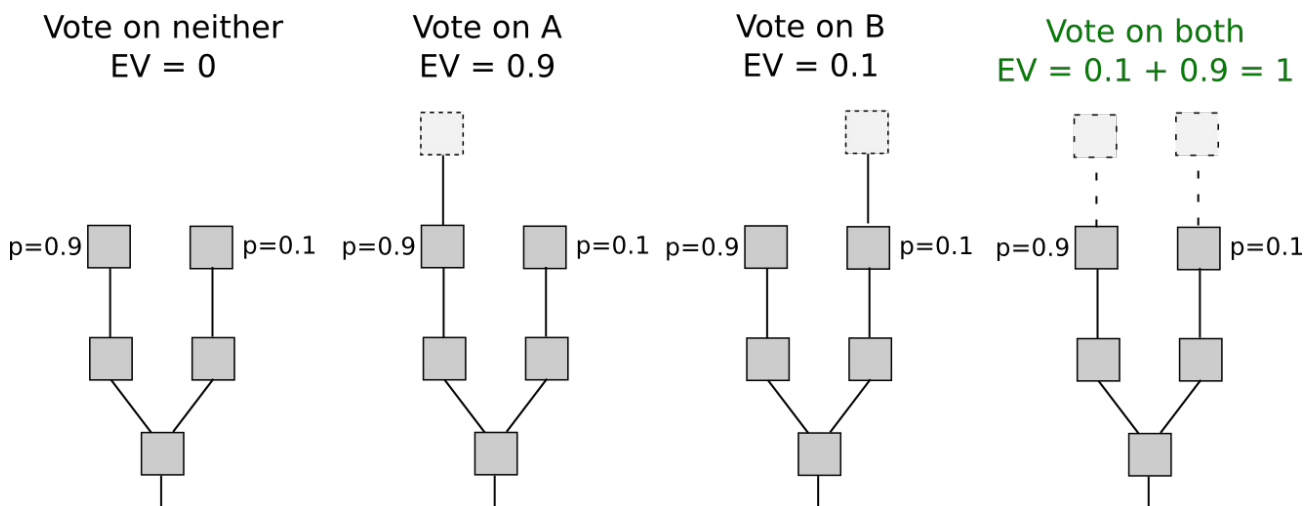 Vote on neither
EV = 0
Vote on A
EV = 0.9
Vote on B
EV = 0.1
Vote on both
EV = 0.1 + 0.9 = 1
p=0.9
p=0.1
p=0.9
p=0.1
p=0.9
p=0.1
p=0.9
p=0.1